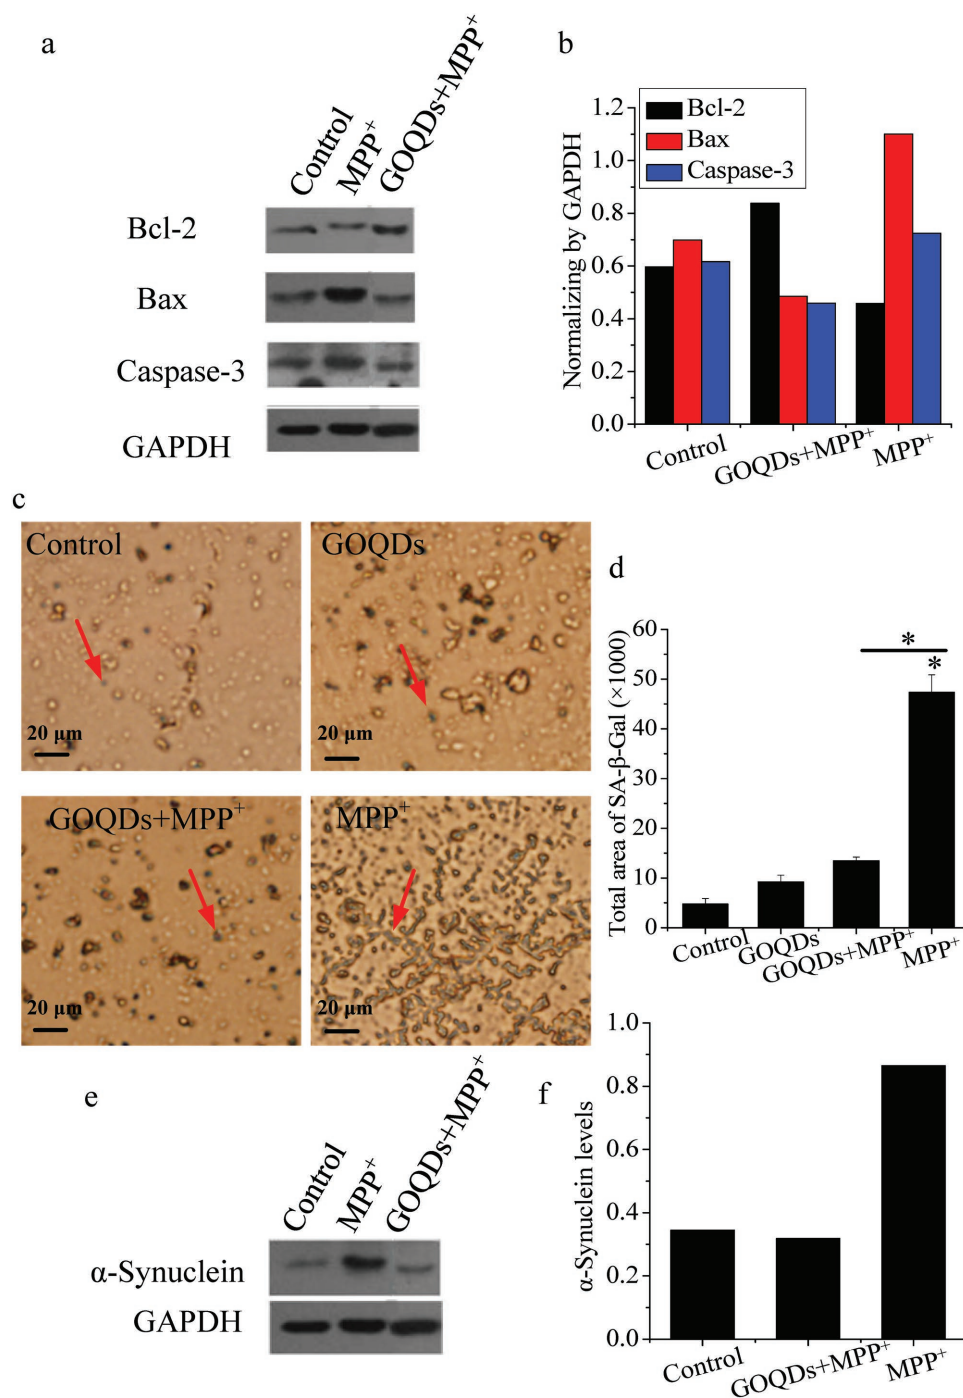 a
Control
MPP⁺
GOQDs+MPP⁺
Bcl-2
Bax
Caspase-3
GAPDH
b
Bcl-2
Bax
Caspase-3
Normalizing by GAPDH
1.2
1.0
0.8
0.6
0.4
0.2
0.0
Control
GOQDs+MPP⁺
MPP⁺
c
Control
20 μm
GOQDs
20 μm
GOQDs+MPP⁺
20 μm
MPP⁺
20 μm
d
Total area of SA-β-Gal (×1000)
60
50
40
30
20
10
0
*
*
Control
GOQDs
GOQDs+MPP⁺
MPP⁺
e
Control
MPP⁺
GOQDs+MPP⁺
α-Synuclein
GAPDH
f
α-Synuclein levels
1.0
0.8
0.6
0.4
0.2
0.0
Control
GOQDs+MPP⁺
MPP⁺